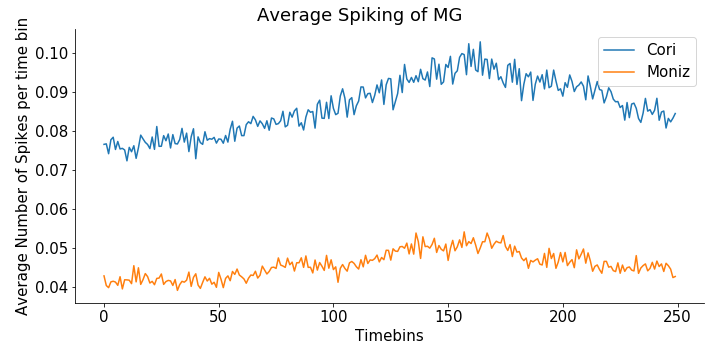 Average Spiking of MG
Average Number of Spikes per time bin
0.10
0.09
0.08
0.07
0.06
0.05
0.04
0
50
100
150
200
250
Timebins
Cori
Moniz